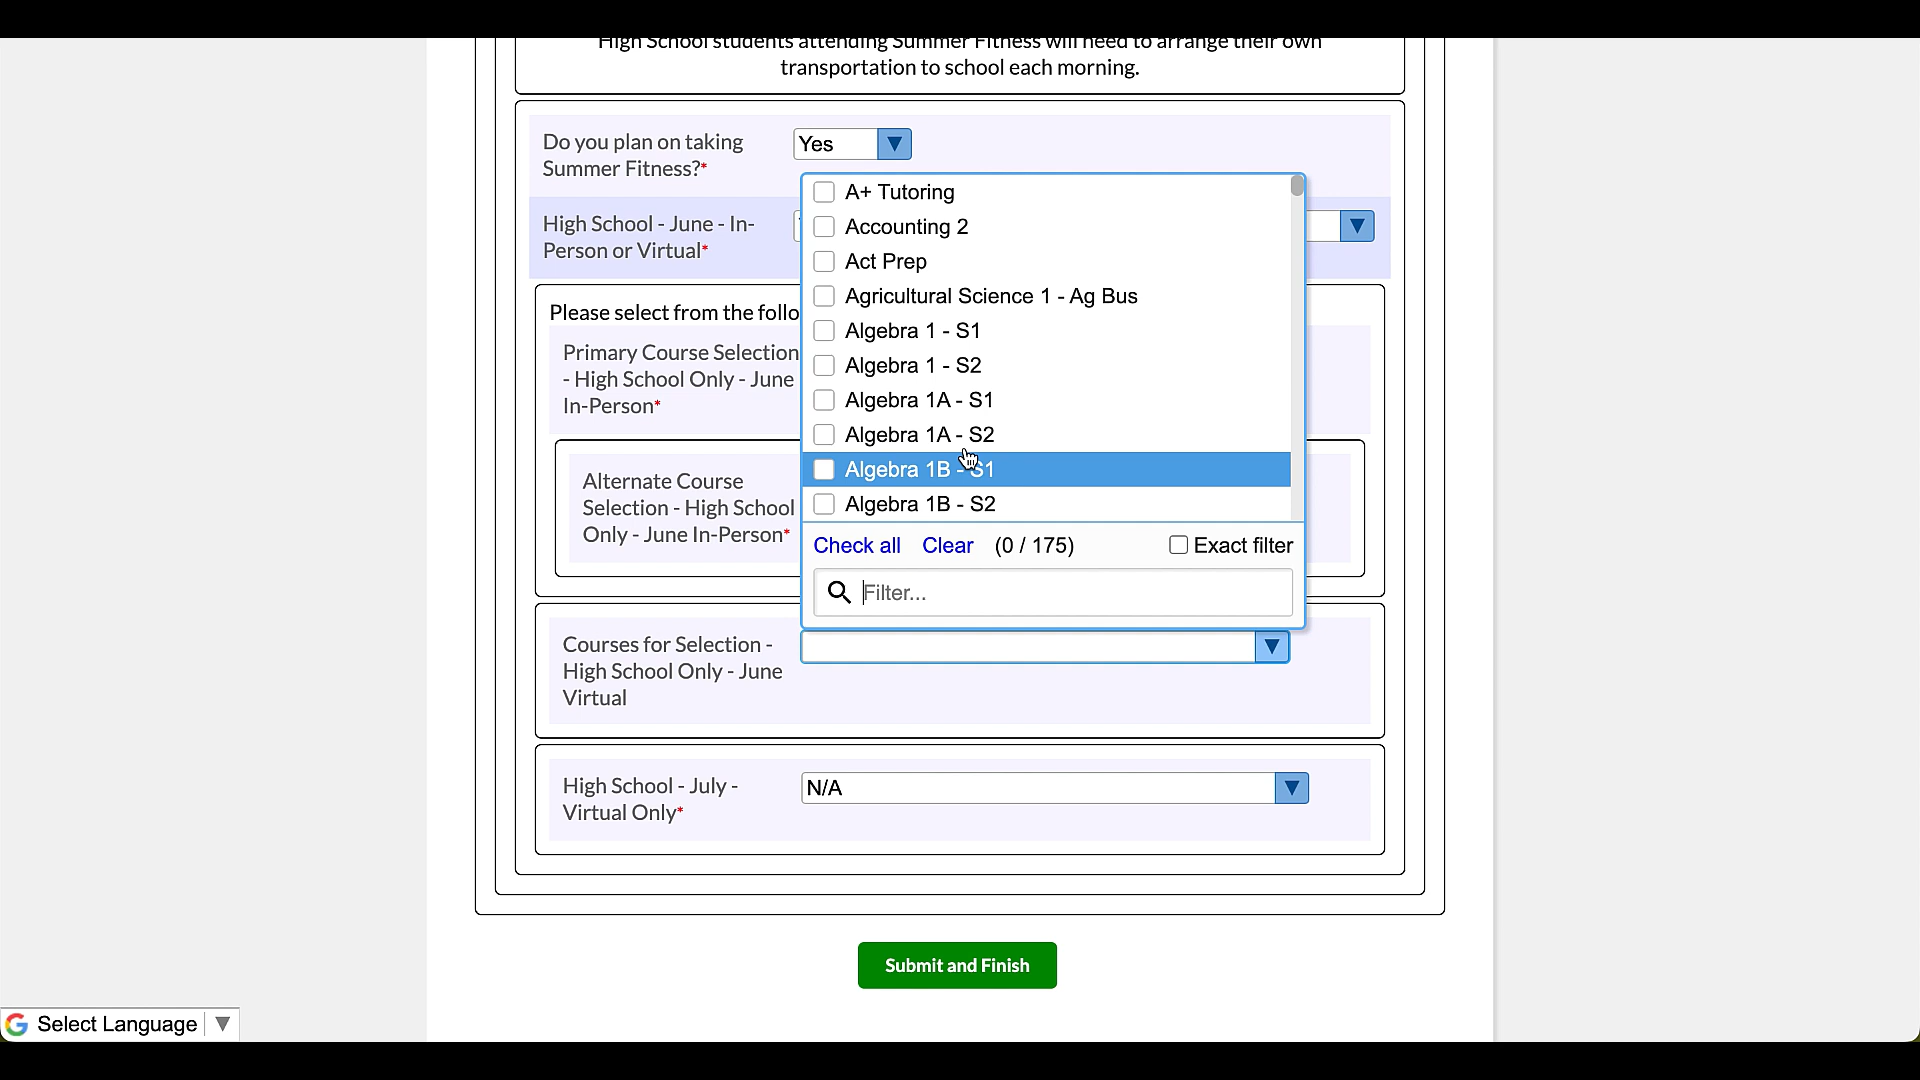 High School students attending Summer Fitness will need to arrange their own
transportation to school each morning.
Do you plan on taking
Summer Fitness?*
Yes
High School - June - In-
Person or Virtual*
Please select from the follo
Primary Course Selection
- High School Only - June
In-Person*
Alternate Course
Selection - High School
Only - June In-Person*
A+ Tutoring
Accounting 2
Act Prep
Agricultural Science 1 - Ag Bus
Algebra 1 - S1
Algebra 1 - S2
Algebra 1A - S1
Algebra 1A - S2
Algebra 1B - S1
Algebra 1B - S2
Check all Clear (0 / 175) Exact filter
Filter...
Courses for Selection -
High School Only - June
Virtual
High School - July -
Virtual Only*
N/A
Submit and Finish
Select Language